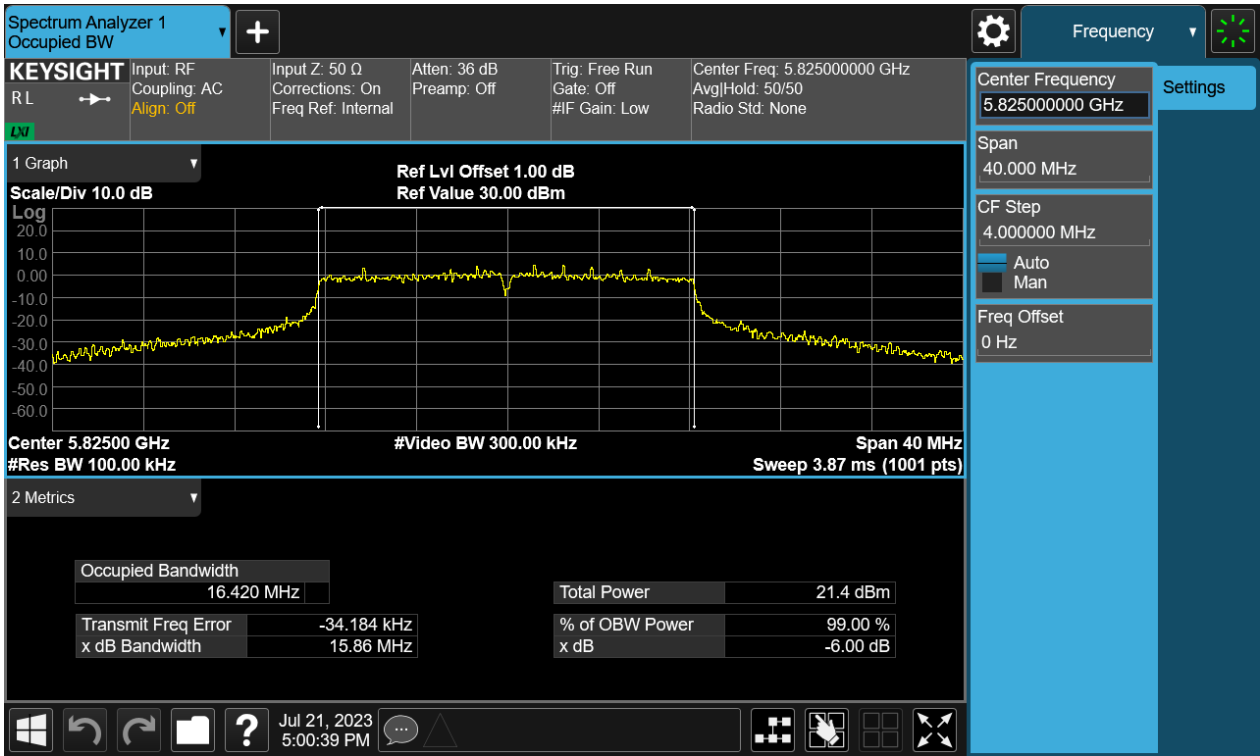 Spectrum Analyzer 1
Occupied BW
+
Frequency
KEYSIGHT
RL
LXI
Input: RF
Coupling: AC
Align: Off
Input Z: 50 Ω
Corrections: On
Freq Ref: Internal
Atten: 36 dB
Preamp: Off
Trig: Free Run
Gate: Off
#IF Gain: Low
Center Freq: 5.825000000 GHz
Avg|Hold: 50/50
Radio Std: None
Center Frequency
5.825000000 GHz
Settings
Span
40.000 MHz
CF Step
4.000000 MHz
Auto
Man
Freq Offset
0 Hz
1 Graph
Ref Lvl Offset 1.00 dB
Scale/Div 10.0 dB
Ref Value 30.00 dBm
Log
20.0
10.0
0.00
-10.0
-20.0
-30.0
-40.0
-50.0
-60.0
Center 5.82500 GHz
#Video BW 300.00 kHz
Span 40 MHz
#Res BW 100.00 kHz
Sweep 3.87 ms (1001 pts)
2 Metrics
Occupied Bandwidth
16.420 MHz
Total Power 21.4 dBm
Transmit Freq Error -34.184 kHz
% of OBW Power 99.00 %
x dB Bandwidth 15.86 MHz
x dB -6.00 dB
?
Jul 21, 2023
5:00:39 PM